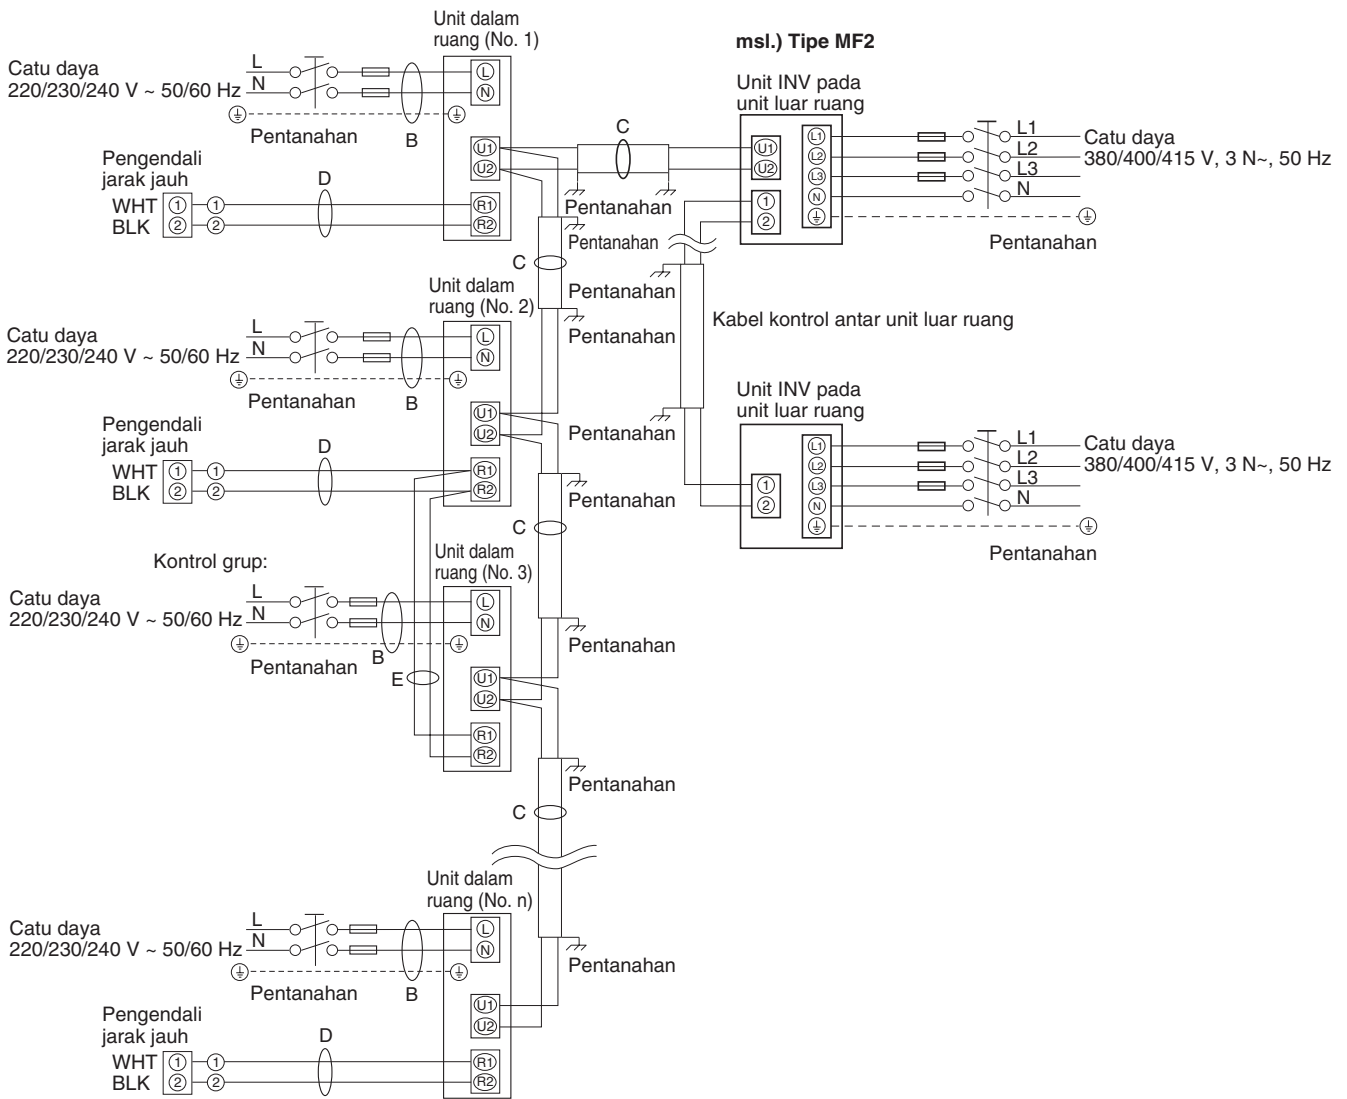 Unit dalam
ruang (No. 1)
Catu daya
220/230/240 V ~ 50/60 Hz
L
N
Pentanahan
B
L
N
U1
U2
R1
R2
Pengendali
jarak jauh
WHT 1 1
BLK 2 2
D
msl.) Tipe MF2
Unit INV pada
unit luar ruang
C
U1
U2
1
2
L1
L2
L3
N
L1
L2
L3
N
Catu daya
380/400/415 V, 3 N~, 50 Hz
Pentanahan
Pentanahan
Pentanahan
C
Pentanahan
Pentanahan
Pentanahan
Kabel kontrol antar unit luar ruang
Unit dalam
ruang (No. 2)
Catu daya
220/230/240 V ~ 50/60 Hz
L
N
Pentanahan
B
L
N
U1
U2
R1
R2
Pengendali
jarak jauh
WHT 1 1
BLK 2 2
D
Unit INV pada
unit luar ruang
1
2
L1
L2
L3
N
L1
L2
L3
N
Catu daya
380/400/415 V, 3 N~, 50 Hz
Pentanahan
Pentanahan
C
Pentanahan
Kontrol grup:
Unit dalam
ruang (No. 3)
Catu daya
220/230/240 V ~ 50/60 Hz
L
N
Pentanahan
B
E
L
N
U1
U2
R1
R2
Pentanahan
C
Unit dalam
ruang (No. n)
Catu daya
220/230/240 V ~ 50/60 Hz
L
N
Pentanahan
B
L
N
U1
U2
R1
R2
Pentanahan
Pengendali
jarak jauh
WHT 1 1
BLK 2 2
D